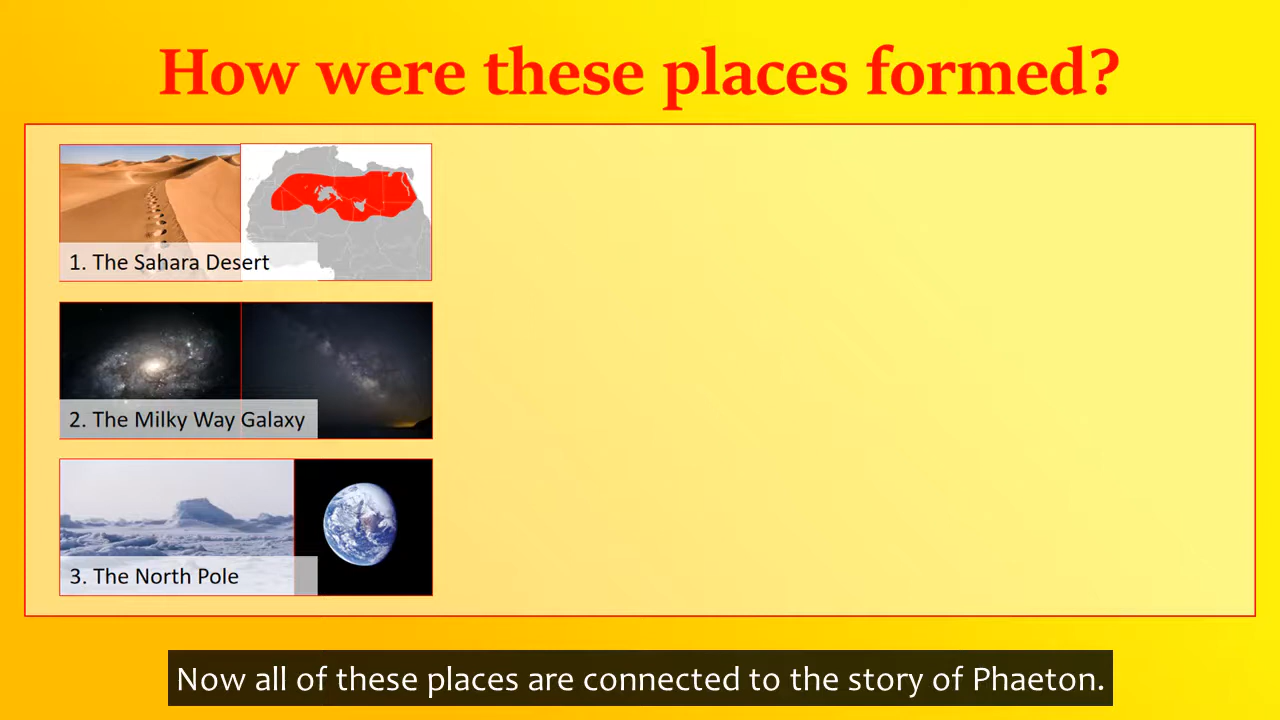 How were these places formed?
1. The Sahara Desert
2. The Milky Way Galaxy
3. The North Pole
Now all of these places are connected to the story of Phaeton.